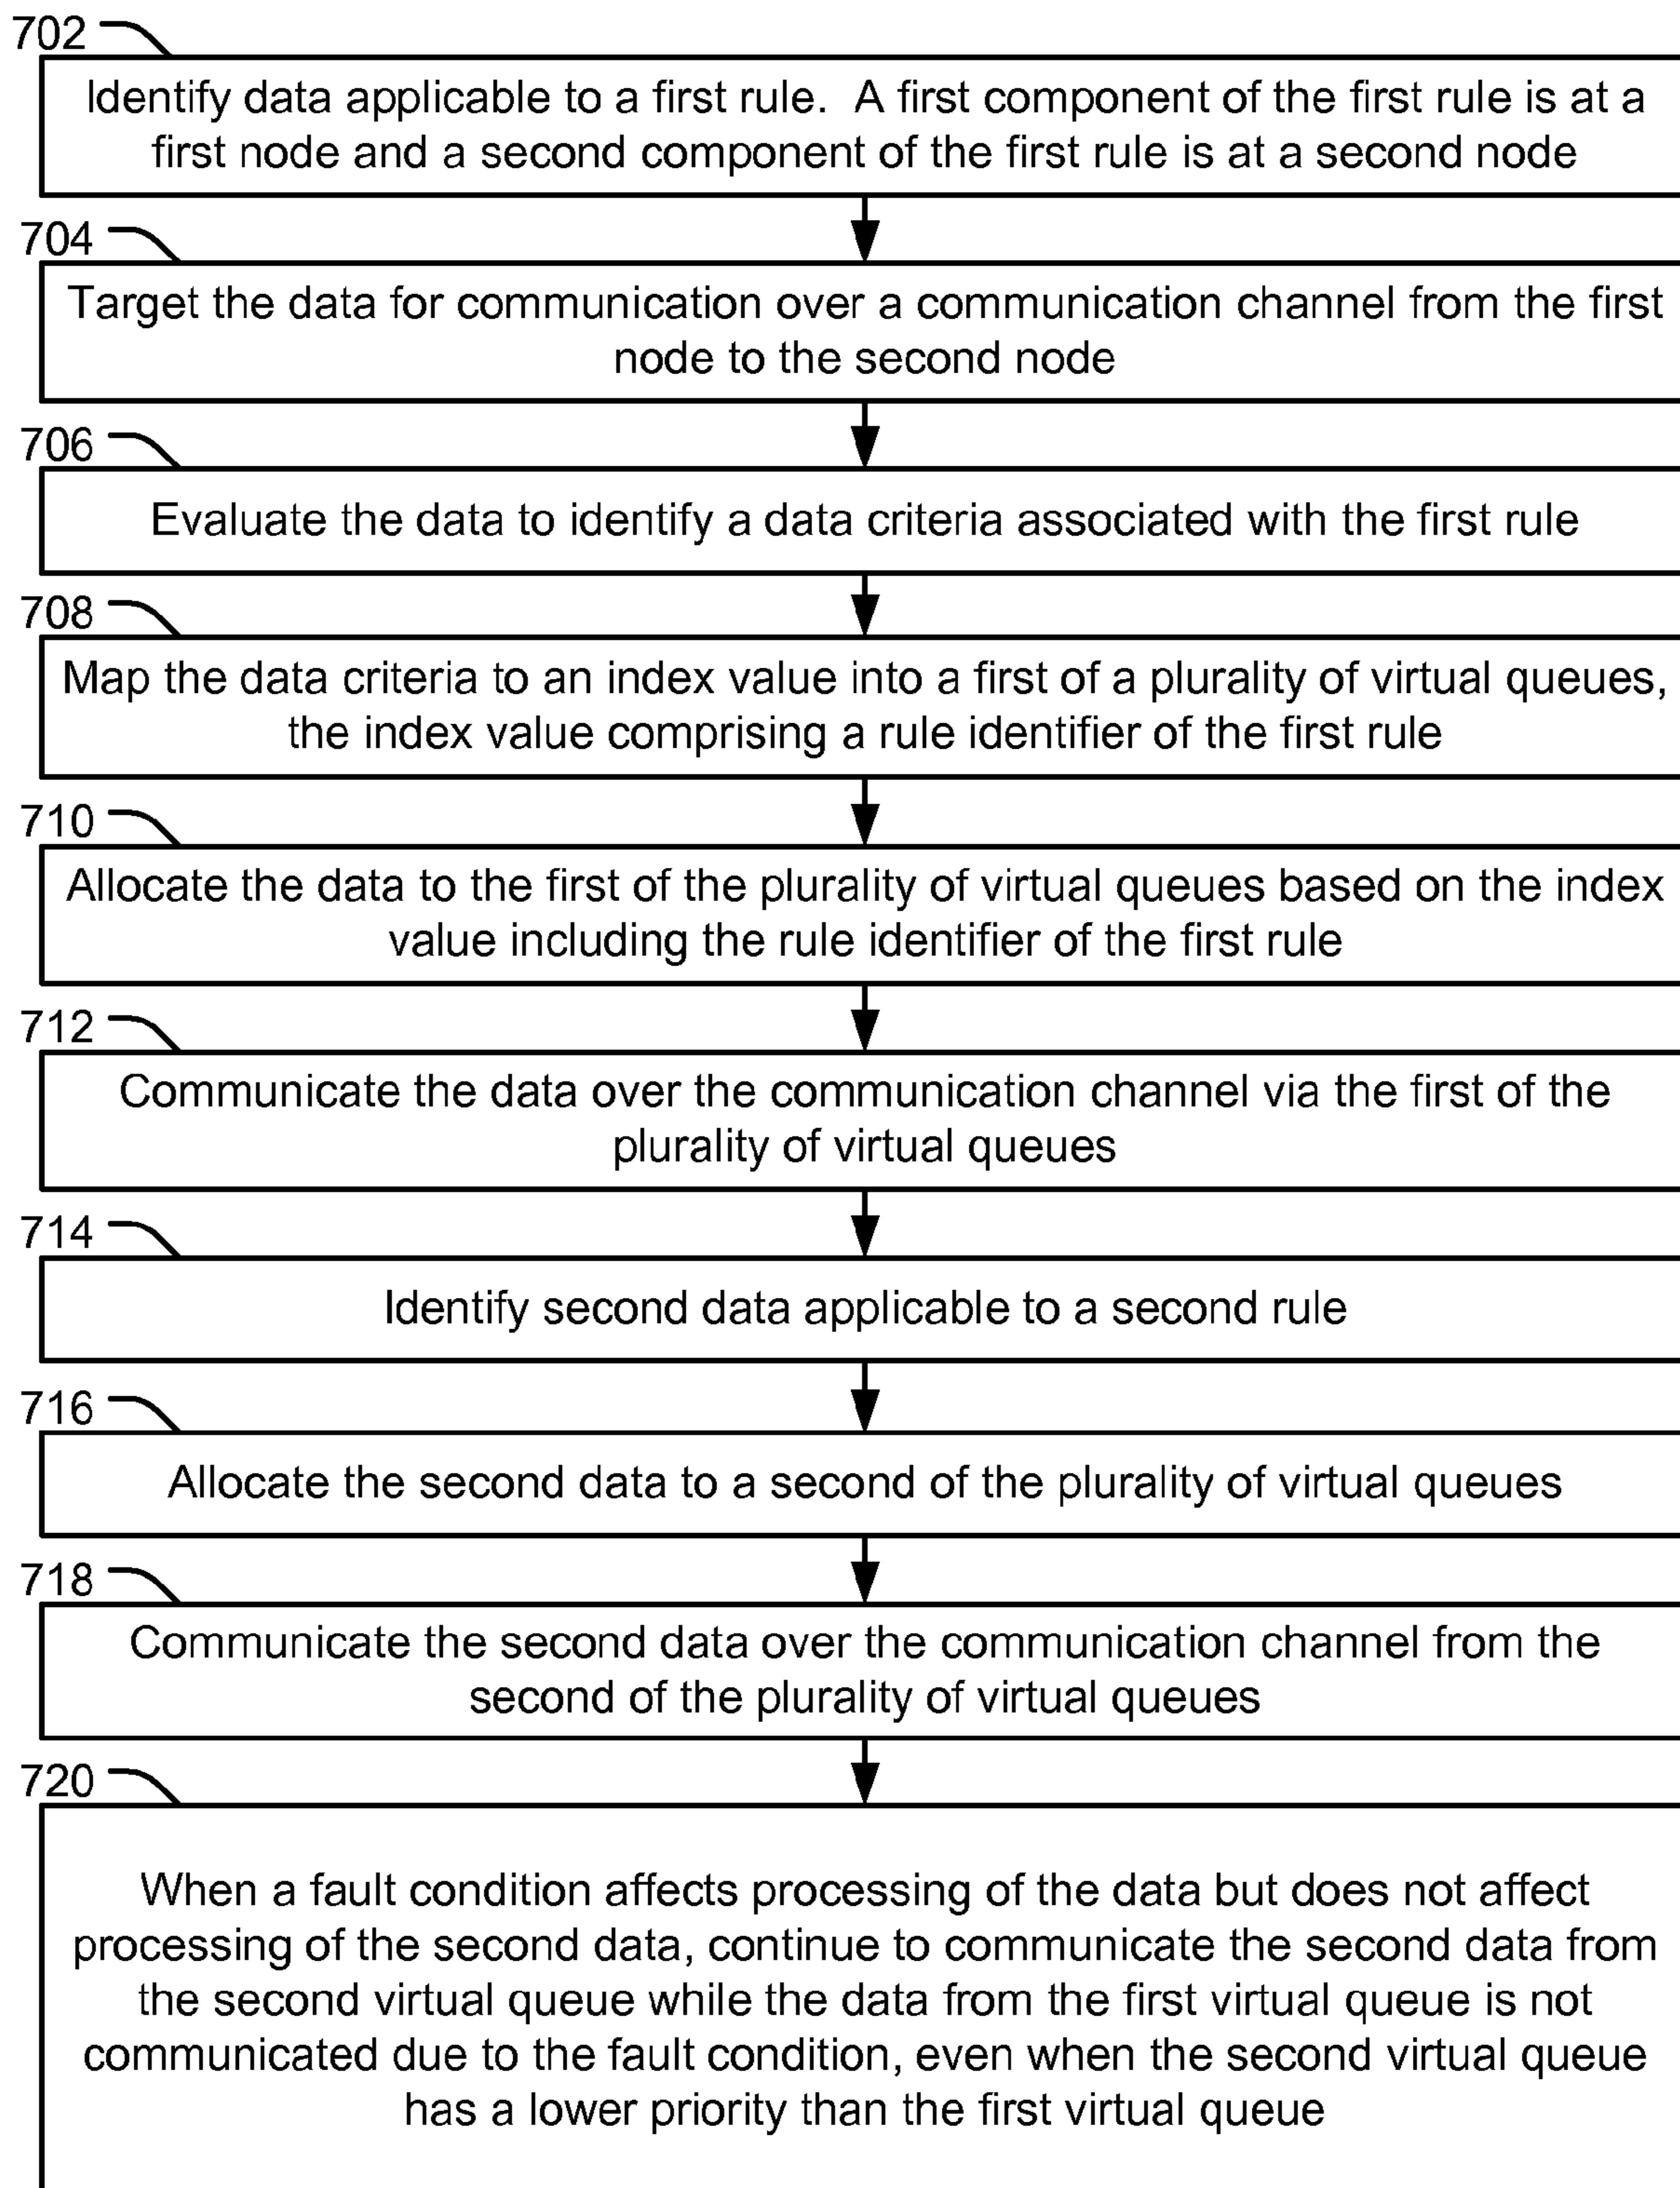 702
Identify data applicable to a first rule.  A first component of the first rule is at a
first node and a second component of the first rule is at a second node
704
Target the data for communication over a communication channel from the first
node to the second node
706
Evaluate the data to identify a data criteria associated with the first rule
708
Map the data criteria to an index value into a first of a plurality of virtual queues,
the index value comprising a rule identifier of the first rule
710
Allocate the data to the first of the plurality of virtual queues based on the index
value including the rule identifier of the first rule
712
Communicate the data over the communication channel via the first of the
plurality of virtual queues
714
Identify second data applicable to a second rule
716
Allocate the second data to a second of the plurality of virtual queues
718
Communicate the second data over the communication channel from the
second of the plurality of virtual queues
720
When a fault condition affects processing of the data but does not affect
processing of the second data, continue to communicate the second data from
the second virtual queue while the data from the first virtual queue is not
communicated due to the fault condition, even when the second virtual queue
has a lower priority than the first virtual queue